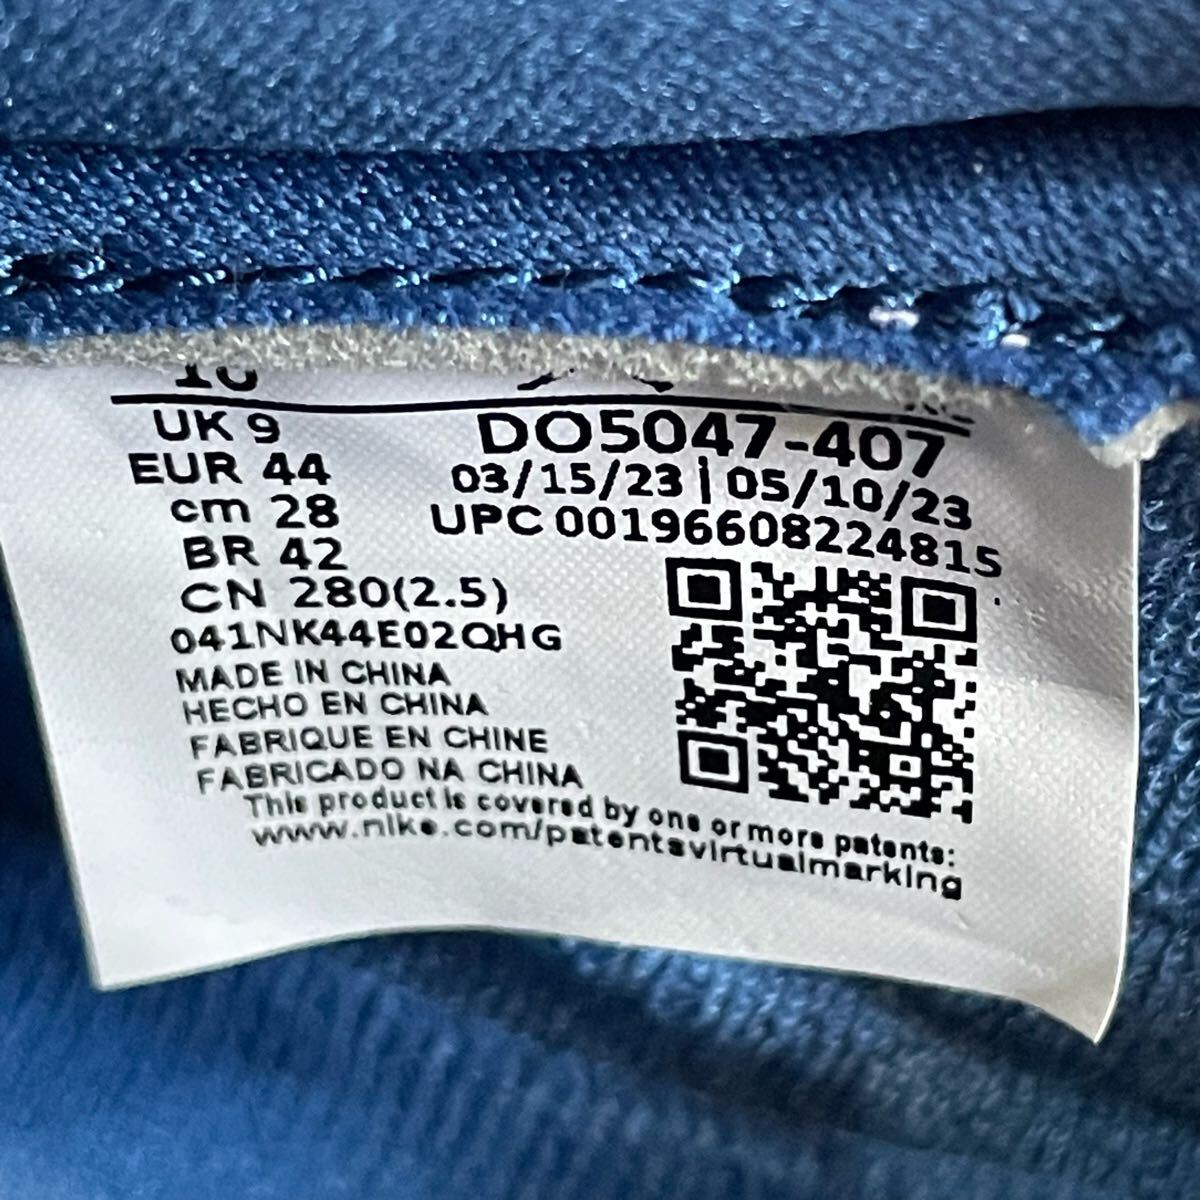 10
UK 9
EUR 44
cm 28
BR 42
CN 280(2.5)
041NK44E02QHG
MADE IN CHINA
HECHO EN CHINA
FABRIQUE EN CHINE
FABRICADO NA CHINA
DO5047-407
03/15/23 | 05/10/23
UPC 00196608224815
This product is covered by one or more patents:
www.nike.com/patentsvirtualmarking